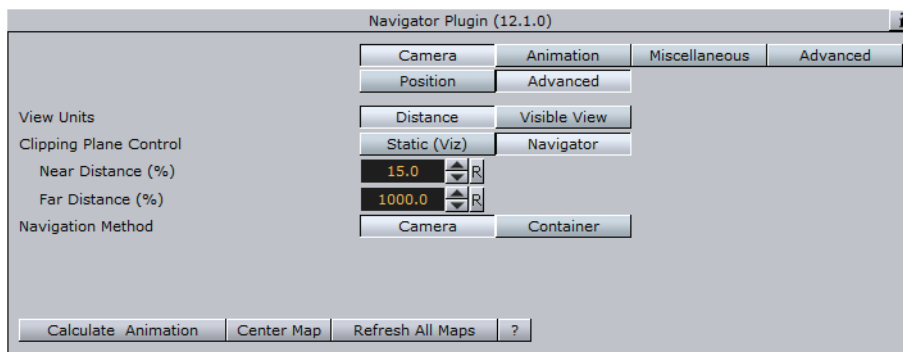 Navigator Plugin (12.1.0) i
Camera Animation Miscellaneous Advanced
Position Advanced
View Units Distance Visible View
Clipping Plane Control Static (Viz) Navigator
Near Distance (%) 15.0 R
Far Distance (%) 1000.0 R
Navigation Method Camera Container
Calculate Animation Center Map Refresh All Maps ?